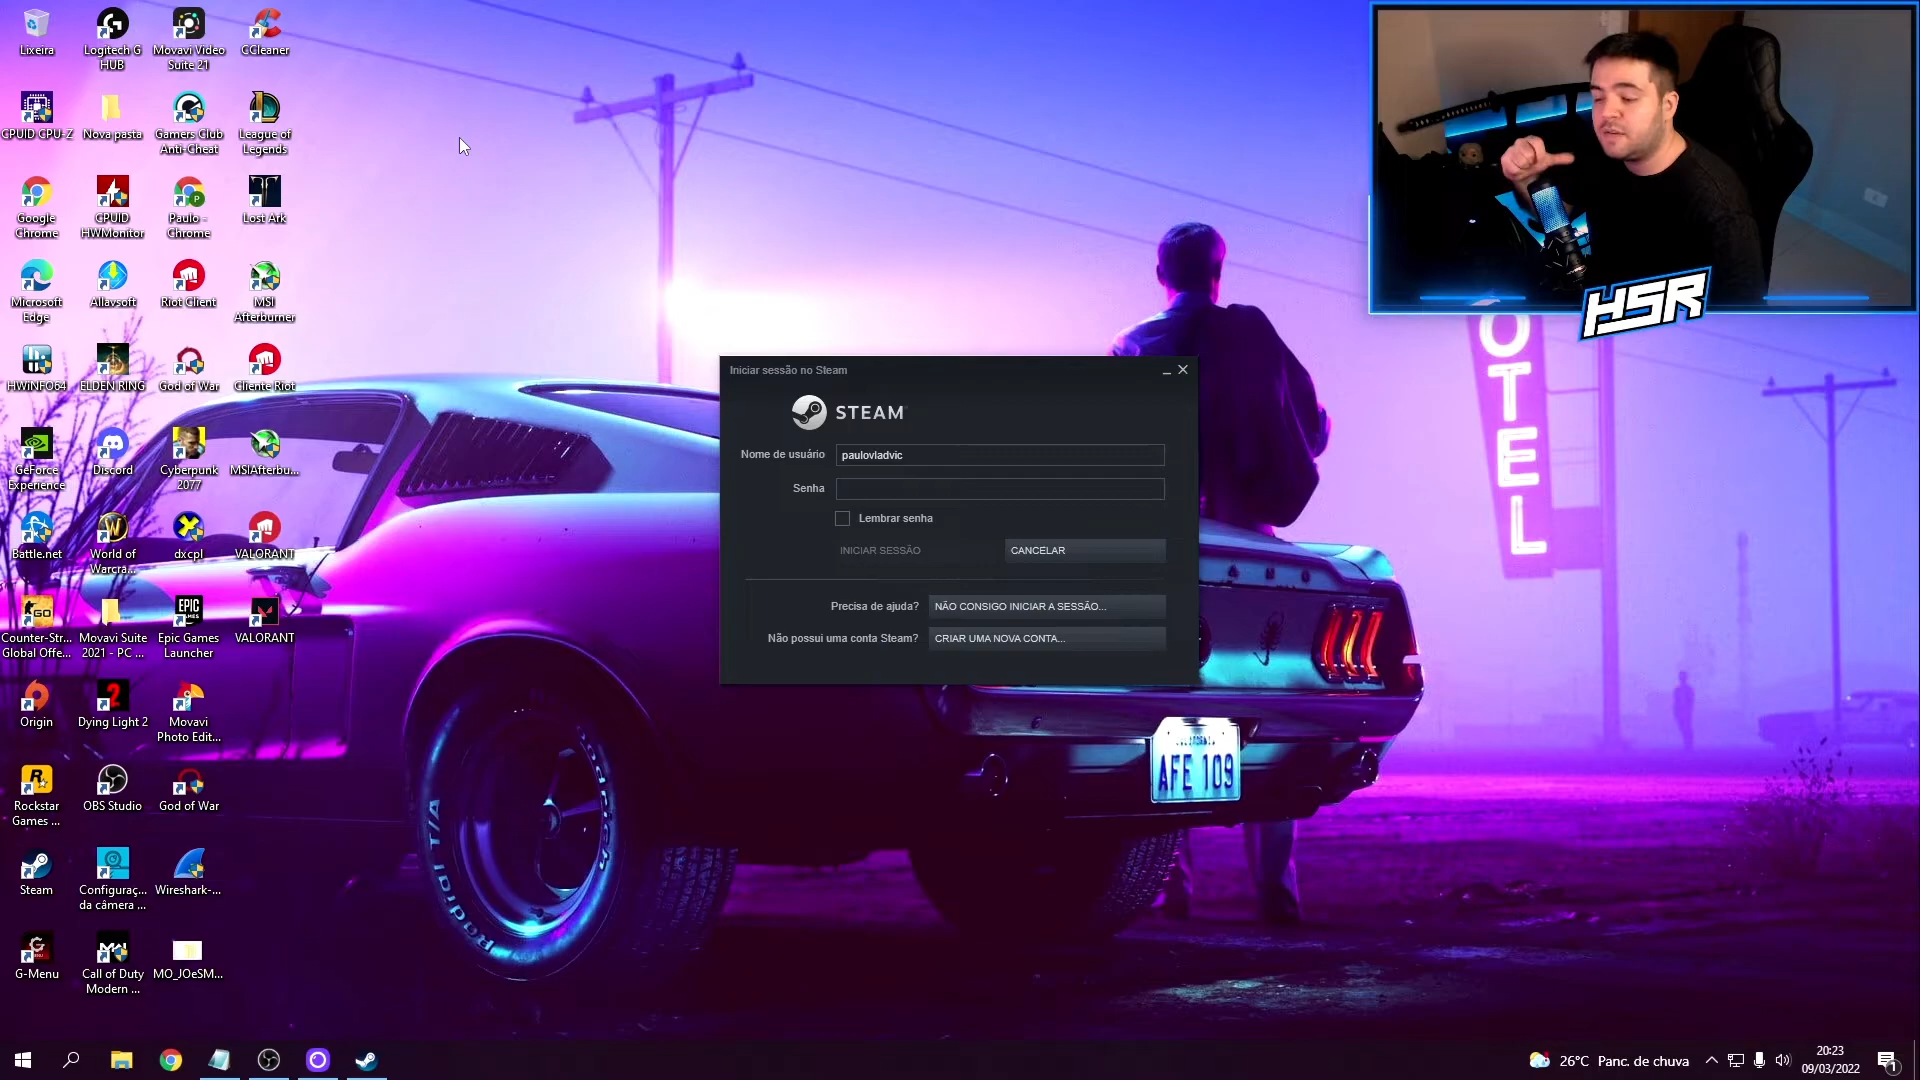 Lixeira
Logitech G
HUB
Movavi Video
Suite 21
CCleaner
CPUID CPU-Z
Nova pasta
Gamers Club
Anti-Cheat
League of
Legends
Google
Chrome
CPUID
HWMonitor
Paulo -
Chrome
Lost Ark
Microsoft
Edge
Allavsoft
Riot Client
MSI
Afterburner
HWiNFO64
ELDEN RING
God of War
Cliente Riot
GeForce
Experience
Discord
Cyberpunk
2077
MSIAfterbu...
Battle.net
World of
Warcra...
dxcpl
VALORANT
Counter-Str...
Global Offe...
Movavi Suite
2021 - PC ...
EPIC
GAMES
Epic Games
Launcher
VALORANT
Origin
Dying Light 2
Movavi
Photo Edit...
Rockstar
Games ...
OBS Studio
God of War
Steam
Configuraç...
da câmera ...
Wireshark-...
G-Menu
Call of Duty
Modern ...
MO_JOeSM...
Iniciar sessão no Steam
STEAM
Nome de usuário
paulovladvic
Senha
Lembrar senha
INICIAR SESSÃO
CANCELAR
Precisa de ajuda?
NÃO CONSIGO INICIAR A SESSÃO...
Não possui uma conta Steam?
CRIAR UMA NOVA CONTA...
HSR
OTEL
AFE 109
Radial T/A
26°C Panc. de chuva
20:23
09/03/2022
1